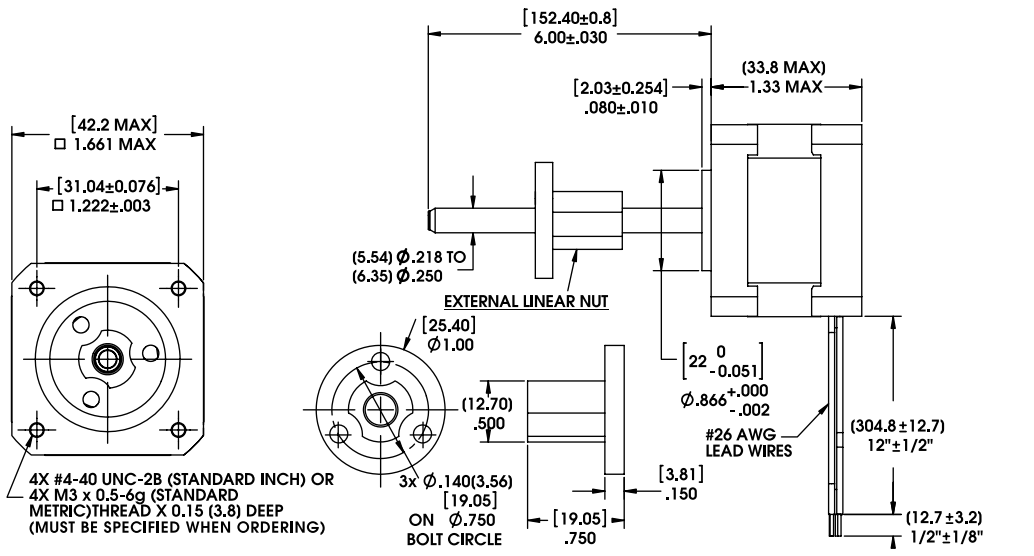 [152.40±0.8]
6.00±.030
(33.8 MAX)
1.33 MAX
[2.03±0.254]
.080±.010
[42.2 MAX]
□ 1.661 MAX
[31.04±0.076]
□ 1.222±.003
(5.54) Ø.218 TO
(6.35) Ø.250
EXTERNAL LINEAR NUT
[25.40]
Ø1.00
[22 0
-0.051]
Ø.866+.000
-.002
(12.70)
.500
#26 AWG
LEAD WIRES
(304.8±12.7)
12"±1/2"
4X #4-40 UNC-2B (STANDARD INCH) OR
4X M3 x 0.5-6g (STANDARD
METRIC)THREAD X 0.15 (3.8) DEEP
(MUST BE SPECIFIED WHEN ORDERING)
3x Ø.140(3.56)
[19.05]
ON Ø.750
BOLT CIRCLE
[3.81]
.150
[19.05]
.750
(12.7±3.2)
1/2"±1/8"